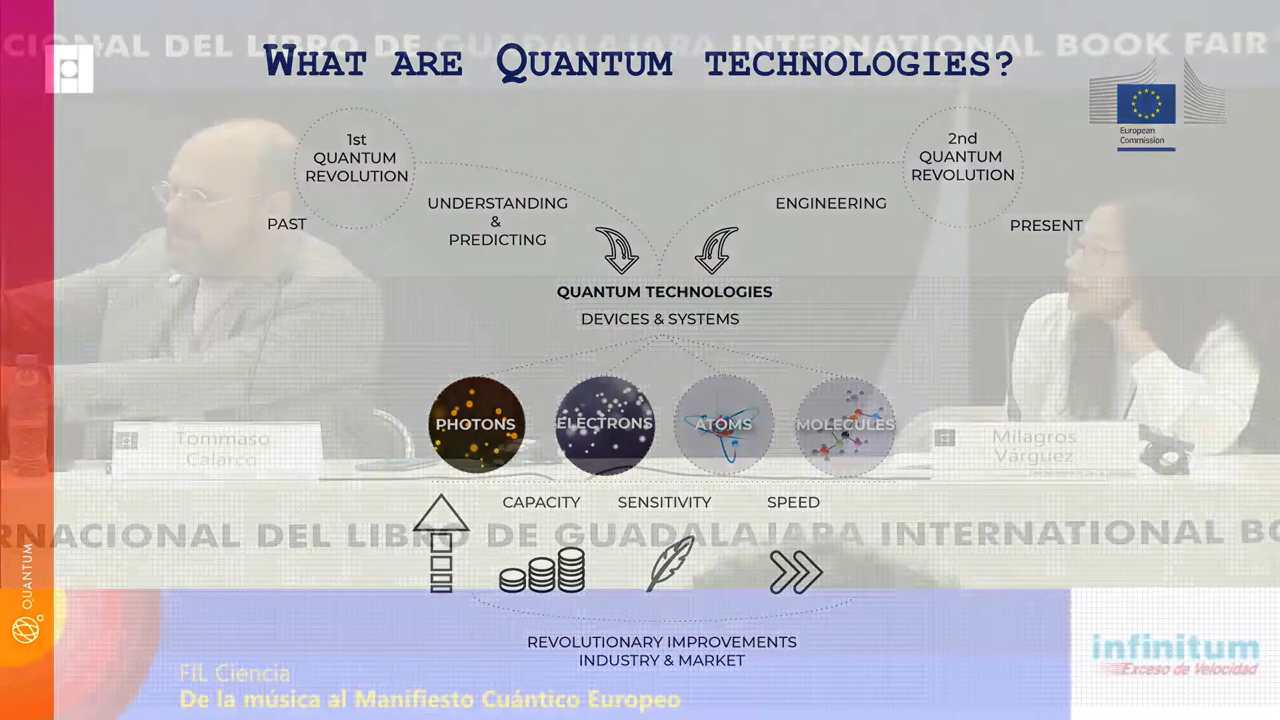 CIONAL DEL LIBRO DE GUADALAJARA INTERNATIONAL BOOK FAIR
WHAT ARE QUANTUM TECHNOLOGIES?
European
Commission
1st
QUANTUM
REVOLUTION
2nd
QUANTUM
REVOLUTION
PAST
UNDERSTANDING
&
PREDICTING
ENGINEERING
PRESENT
QUANTUM TECHNOLOGIES
DEVICES & SYSTEMS
PHOTONS
ELECTRONS
ATOMS
MOLECULES
Tommaso
Calarco
Milagros
Várguez
CAPACITY
SENSITIVITY
SPEED
RNACIONAL DEL LIBRO DE GUADALAJARA INTERNATIONAL BO
QUANTUM
REVOLUTIONARY IMPROVEMENTS
INDUSTRY & MARKET
infinitum
Exceso de Velocidad
FIL Ciencia
De la música al Manifiesto Cuántico Europeo